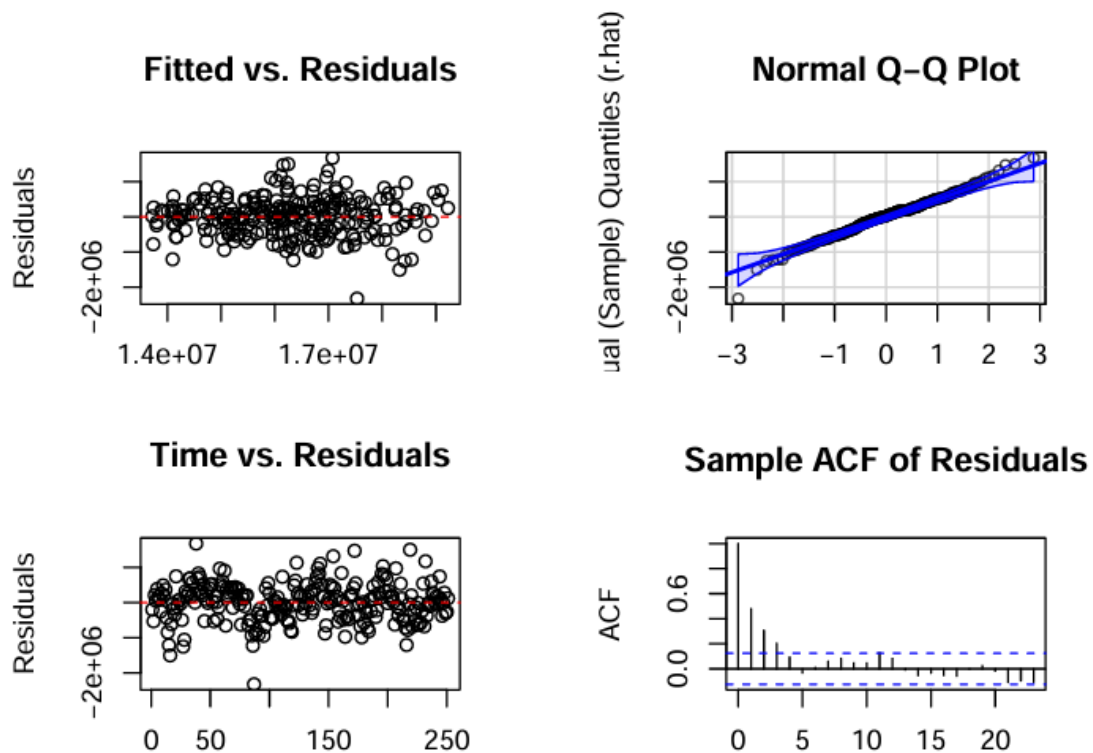 Fitted vs. Residuals
Residuals
−2e+06
1.4e+07 1.7e+07
Normal Q−Q Plot
ual (Sample) Quantiles (r.hat)
−2e+06
−3 −1 0 1 2 3
Time vs. Residuals
Residuals
−2e+06
0 50 150 250
Sample ACF of Residuals
ACF
0.6
0.0
0 5 10 15 20